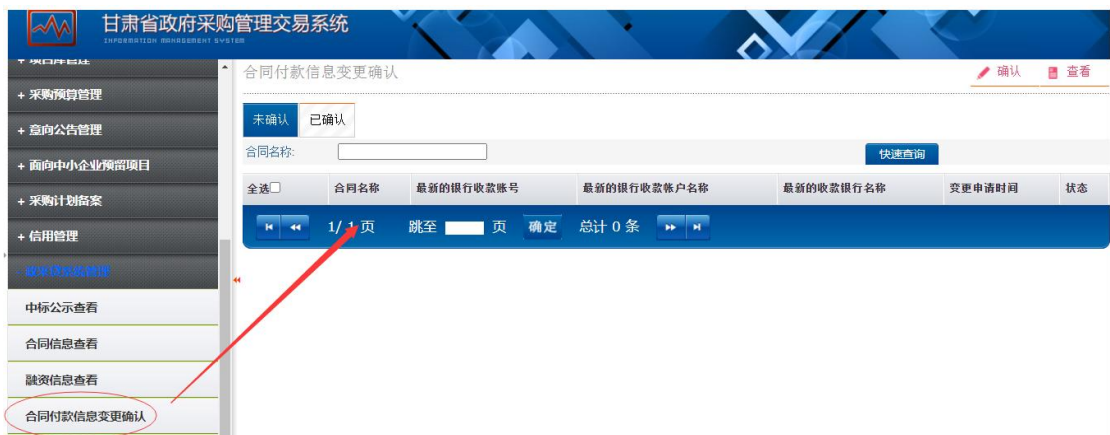 甘肃省政府采购管理交易系统
INFORMATION MANAGEMENT SYSTEM
合同付款信息变更确认
确认
查看
+ 采购预算管理
+ 意向公告管理
+ 面向中小企业预留项目
+ 采购计划备案
+ 信用管理
中标公示查看
合同信息查看
融资信息查看
合同付款信息变更确认
未确认 已确认
合同名称: 快速查询
全选 合同名称 最新的银行收款账号 最新的银行收款帐户名称 最新的收款银行名称 变更申请时间 状态
1/ 1 页 跳至 页 确定 总计 0 条